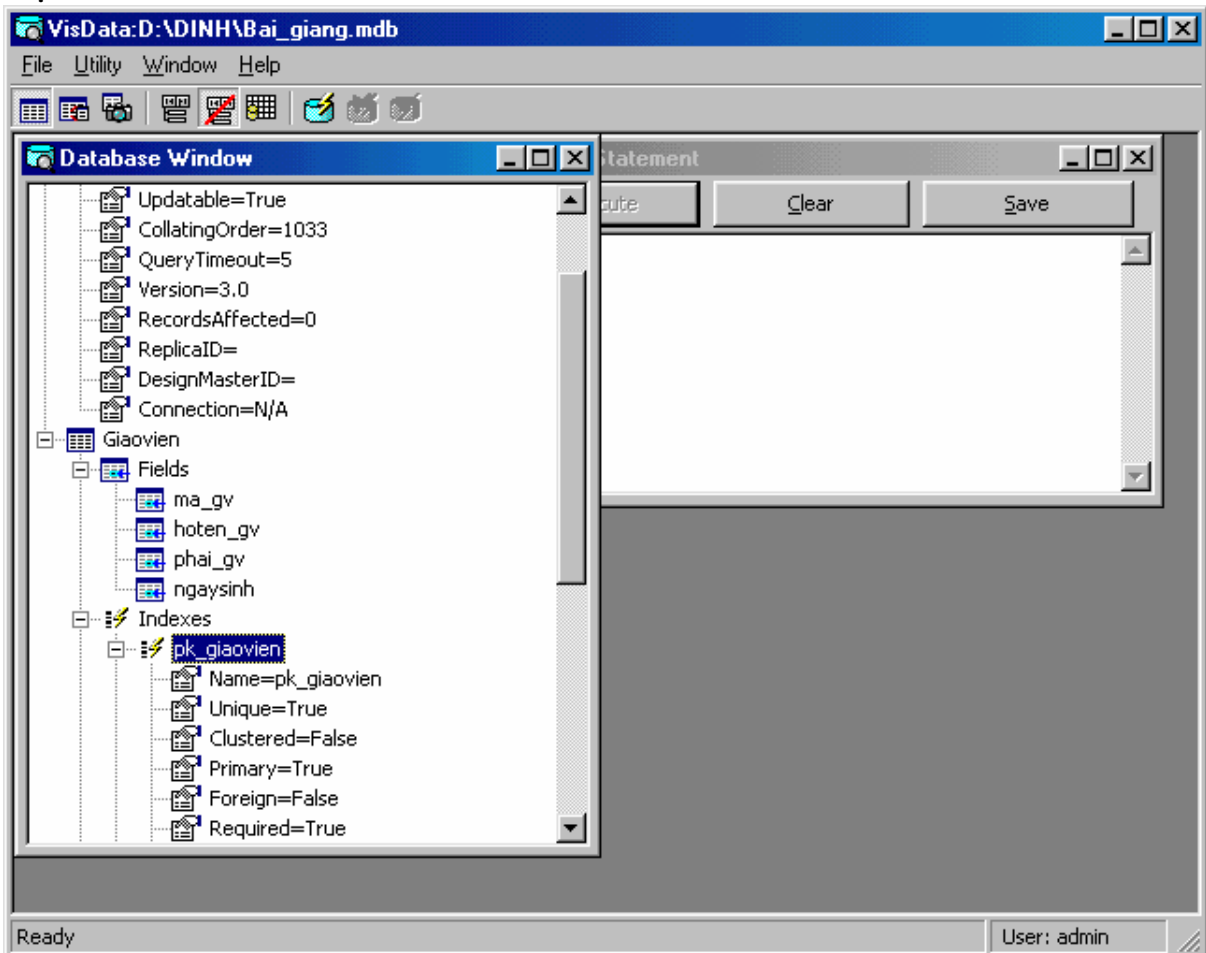 VisData:D:\DINH\Bai_giang.mdb
File Utility Window Help
Database Window
Statement
Clear
Save
Updatable=True
CollatingOrder=1033
QueryTimeout=5
Version=3.0
RecordsAffected=0
ReplicaID=
DesignMasterID=
Connection=N/A
Giaovien
Fields
ma_gv
hoten_gv
phai_gv
ngaysinh
Indexes
pk_giaovien
Name=pk_giaovien
Unique=True
Clustered=False
Primary=True
Foreign=False
Required=True
Ready
User: admin